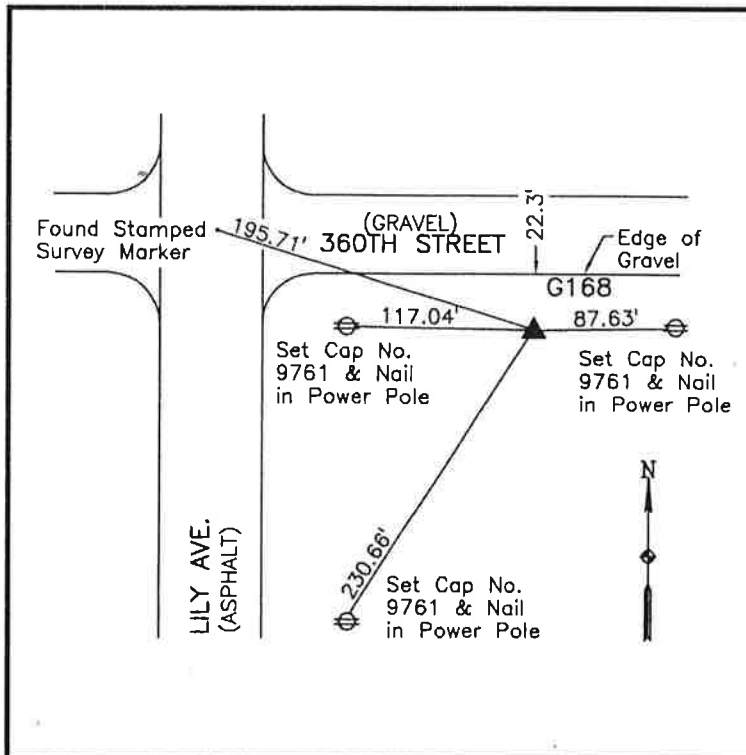 Found Stamped
Survey Marker
195.71'
(GRAVEL)
360TH STREET
22.3'
Edge of
Gravel
G168
117.04'
87.63'
Set Cap No.
9761 & Nail
in Power Pole
Set Cap No.
9761 & Nail
in Power Pole
N
LILY AVE.
(ASPHALT)
230.66'
Set Cap No.
9761 & Nail
in Power Pole